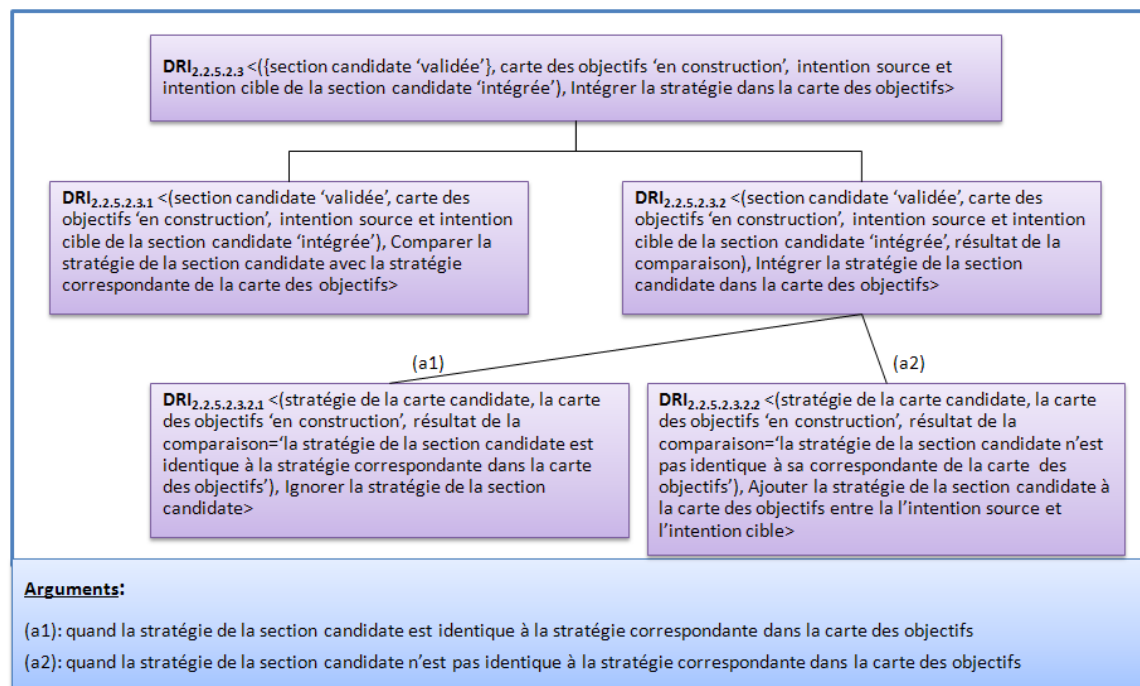 DRI2.2.5.2.3 <({section candidate ‘validée’}, carte des objectifs ‘en construction’, intention source et
intention cible de la section candidate ‘intégrée’), Intégrer la stratégie dans la carte des objectifs>
DRI2.2.5.2.3.1 <(section candidate ‘validée’, carte des
objectifs ‘en construction’, intention source et intention
cible de la section candidate ‘intégrée’), Comparer la
stratégie de la section candidate avec la stratégie
correspondante de la carte des objectifs>
DRI2.2.5.2.3.2 <(section candidate ‘validée’, carte des
objectifs ‘en construction’, intention source et intention
cible de la section candidate ‘intégrée’, résultat de la
comparaison), Intégrer la stratégie de la section
candidate dans la carte des objectifs>
(a1)
(a2)
DRI2.2.5.2.3.2.1 <(stratégie de la carte candidate, la carte
des objectifs ‘en construction’, résultat de la
comparaison=‘la stratégie de la section candidate est
identique à la stratégie correspondante dans la carte
des objectifs’), Ignorer la stratégie de la section
candidate>
DRI2.2.5.2.3.2.2 <(stratégie de la carte candidate, la carte
des objectifs ‘en construction’, résultat de la
comparaison=‘la stratégie de la section candidate n’est
pas identique à sa correspondante de la carte des
objectifs’), Ajouter la stratégie de la section candidate à
la carte des objectifs entre la l’intention source et
l’intention cible>
Arguments:
(a1): quand la stratégie de la section candidate est identique à la stratégie correspondante dans la carte des objectifs
(a2): quand la stratégie de la section candidate n’est pas identique à la stratégie correspondante dans la carte des objectifs